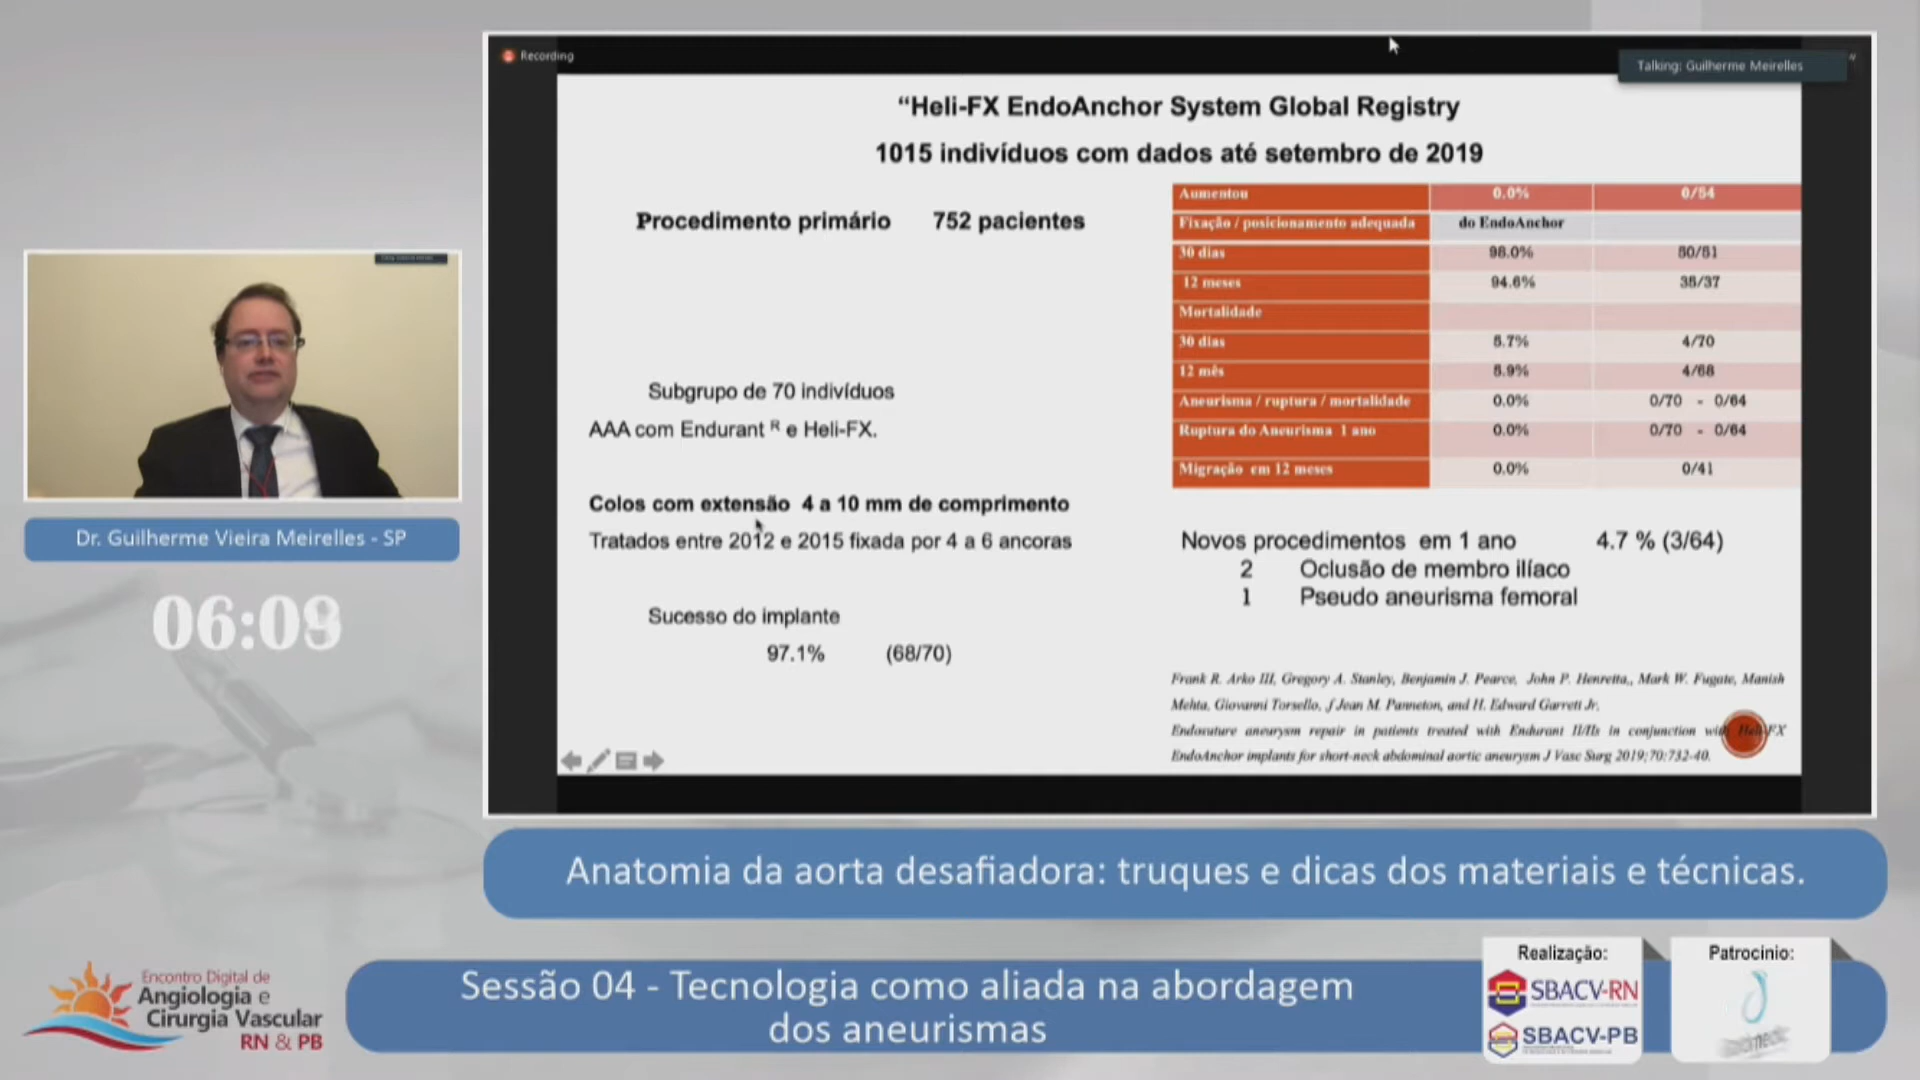 Recording
Talking: Guilherme Meirelles
“Heli-FX EndoAnchor System Global Registry
1015 indivíduos com dados até setembro de 2019
Procedimento primário 752 pacientes
Subgrupo de 70 indivíduos
AAA com Endurant R e Heli-FX.
Colos com extensão 4 a 10 mm de comprimento
Tratados entre 2012 e 2015 fixada por 4 a 6 ancoras
Sucesso do implante
97.1% (68/70)
Aumentou 0.0% 0/54
Fixação / posicionamento adequada do EndoAnchor
30 dias 98.0% 50/51
12 meses 94.6% 35/37
Mortalidade
30 dias 5.7% 4/70
12 mês 5.9% 4/68
Aneurisma / ruptura / mortalidade 0.0% 0/70 - 0/64
Ruptura do Aneurisma 1 ano 0.0% 0/70 - 0/64
Migração em 12 meses 0.0% 0/41
Novos procedimentos em 1 ano 4.7 % (3/64)
2 Oclusão de membro ilíaco
1 Pseudo aneurisma femoral
Frank R. Arko III, Gregory A. Stanley, Benjamin J. Pearce, John P. Henretta,, Mark W. Fugate, Manish
Mehta, Giovanni Torsello, f Jean M. Panneton, and H. Edward Garrett Jr.
Endosuture aneurysm repair in patients treated with Endurant II/IIs in conjunction with Heli-FX
EndoAnchor implants for short-neck abdominal aortic aneurysm J Vasc Surg 2019;70:732-40.
Dr. Guilherme Vieira Meirelles - SP
Anatomia da aorta desafiadora: truques e dicas dos materiais e técnicas.
Encontro Digital de
Angiologia e
Cirurgia Vascular
RN & PB
Sessão 04 - Tecnologia como aliada na abordagem
dos aneurismas
Realização:
SBACV-RN
SBACV-PB
Patrocínio: